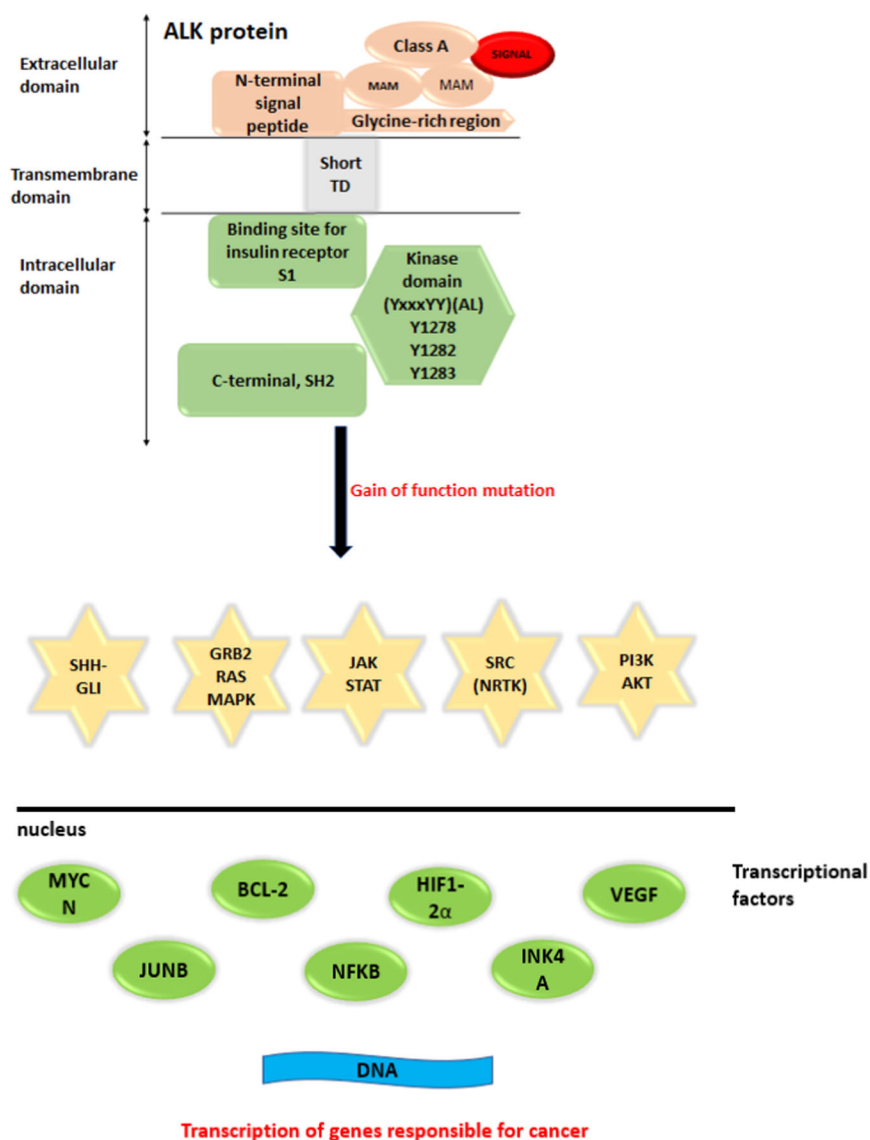 ALK protein
Extracellular
domain
Class A
SIGNAL
N-terminal
signal
peptide
MAM
MAM
Glycine-rich region
Transmembrane
domain
Short
TD
Intracellular
domain
Binding site for
insulin receptor
S1
Kinase
domain
(YxxxYY)(AL)
Y1278
Y1282
Y1283
C-terminal, SH2
Gain of function mutation
SHH-
GLI
GRB2
RAS
MAPK
JAK
STAT
SRC
(NRTK)
PI3K
AKT
nucleus
Transcriptional
factors
MYC
N
BCL-2
HIF1-
2α
VEGF
JUNB
NFKB
INK4
A
DNA
Transcription of genes responsible for cancer